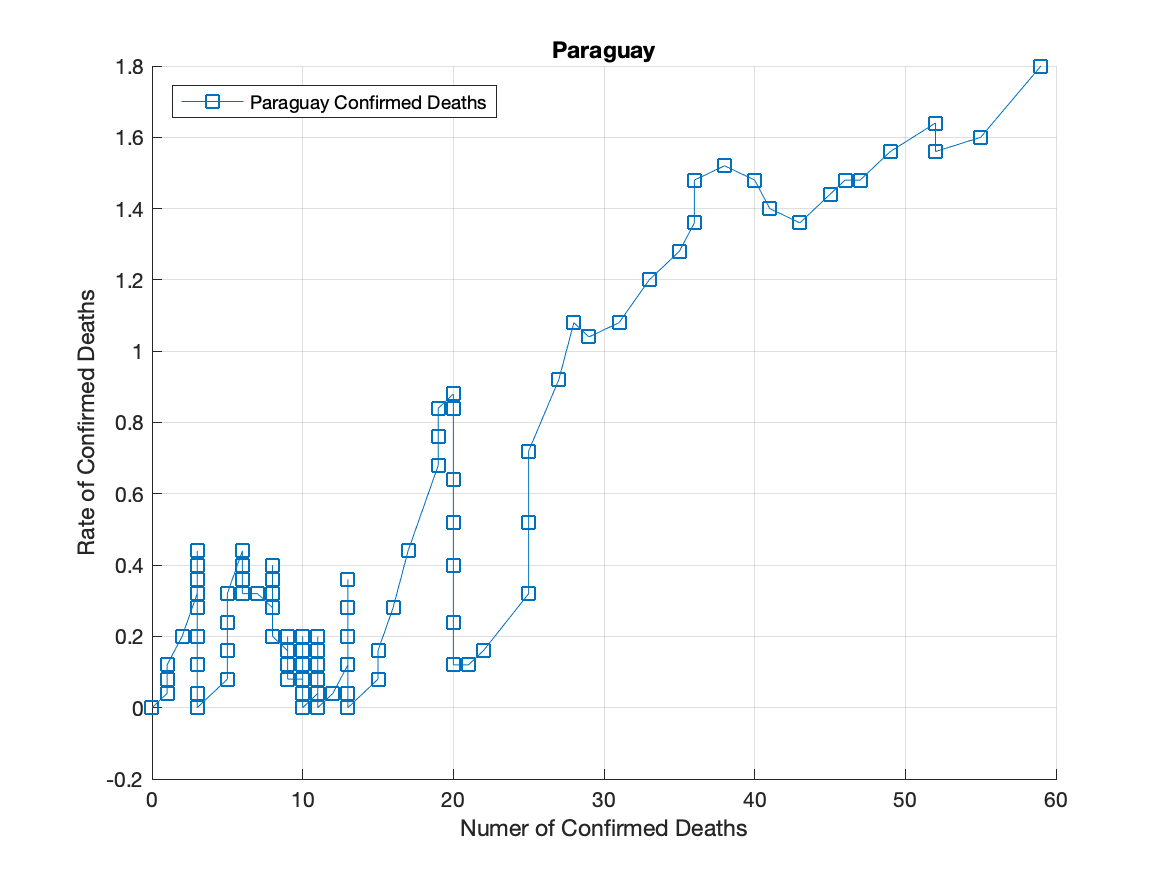 Paraguay
Paraguay Confirmed Deaths
1.8
1.6
1.4
1.2
1
0.8
0.6
0.4
0.2
0
-0.2
Rate of Confirmed Deaths
0 10 20 30 40 50 60
Numer of Confirmed Deaths